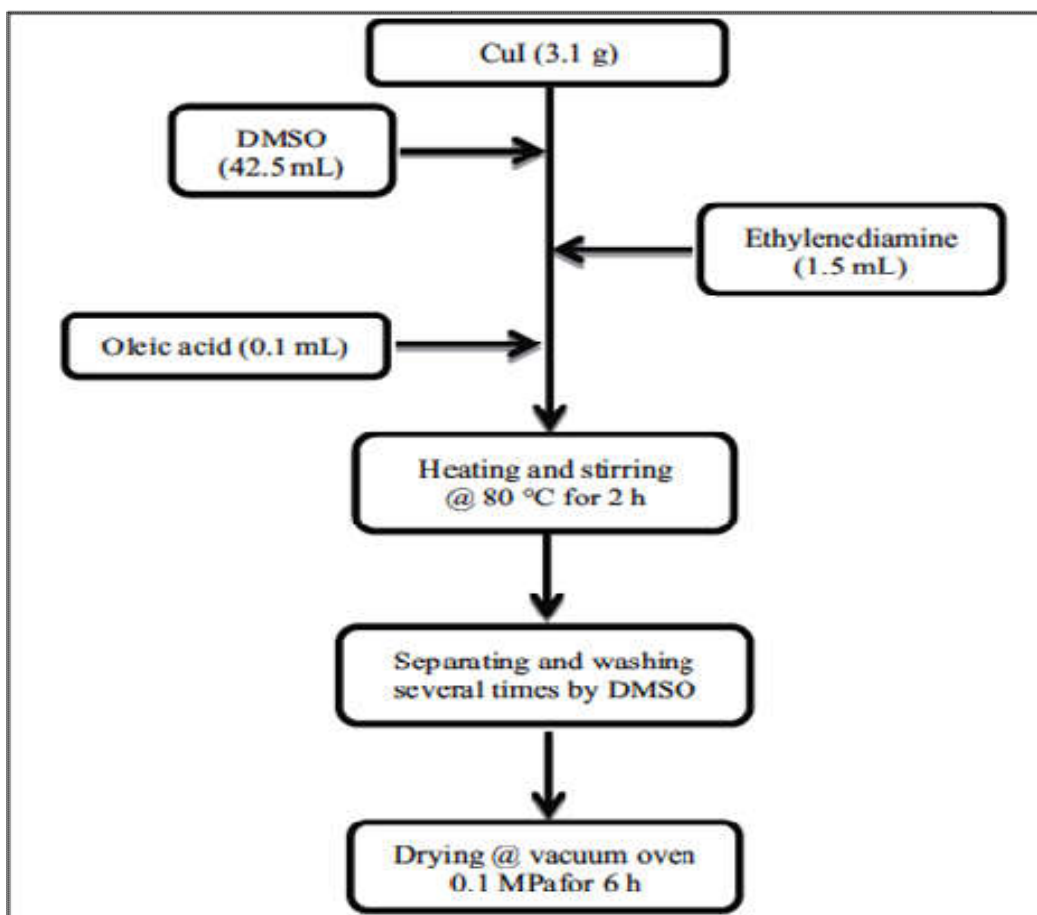 CuI (3.1 g)
DMSO
(42.5 mL)
Ethylenediamine
(1.5 mL)
Oleic acid (0.1 mL)
Heating and stirring
@ 80 °C for 2 h
Separating and washing
several times by DMSO
Drying @ vacuum oven
0.1 MPafor 6 h